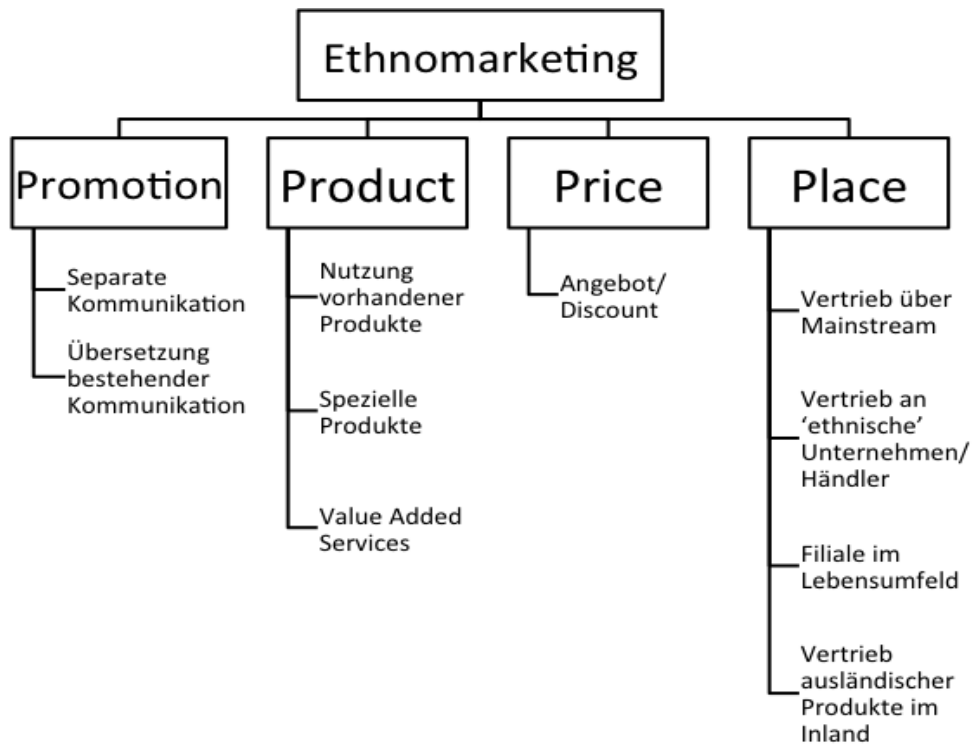 Ethnomarketing
Promotion
Separate
Kommunikation
Übersetzung
bestehender
Kommunikation
Product
Nutzung
vorhandener
Produkte
Spezielle
Produkte
Value Added
Services
Price
Angebot/
Discount
Place
Vertrieb über
Mainstream
Vertrieb an
‘ethnische’
Unternehmen/
Händler
Filiale im
Lebensumfeld
Vertrieb
ausländischer
Produkte im
Inland